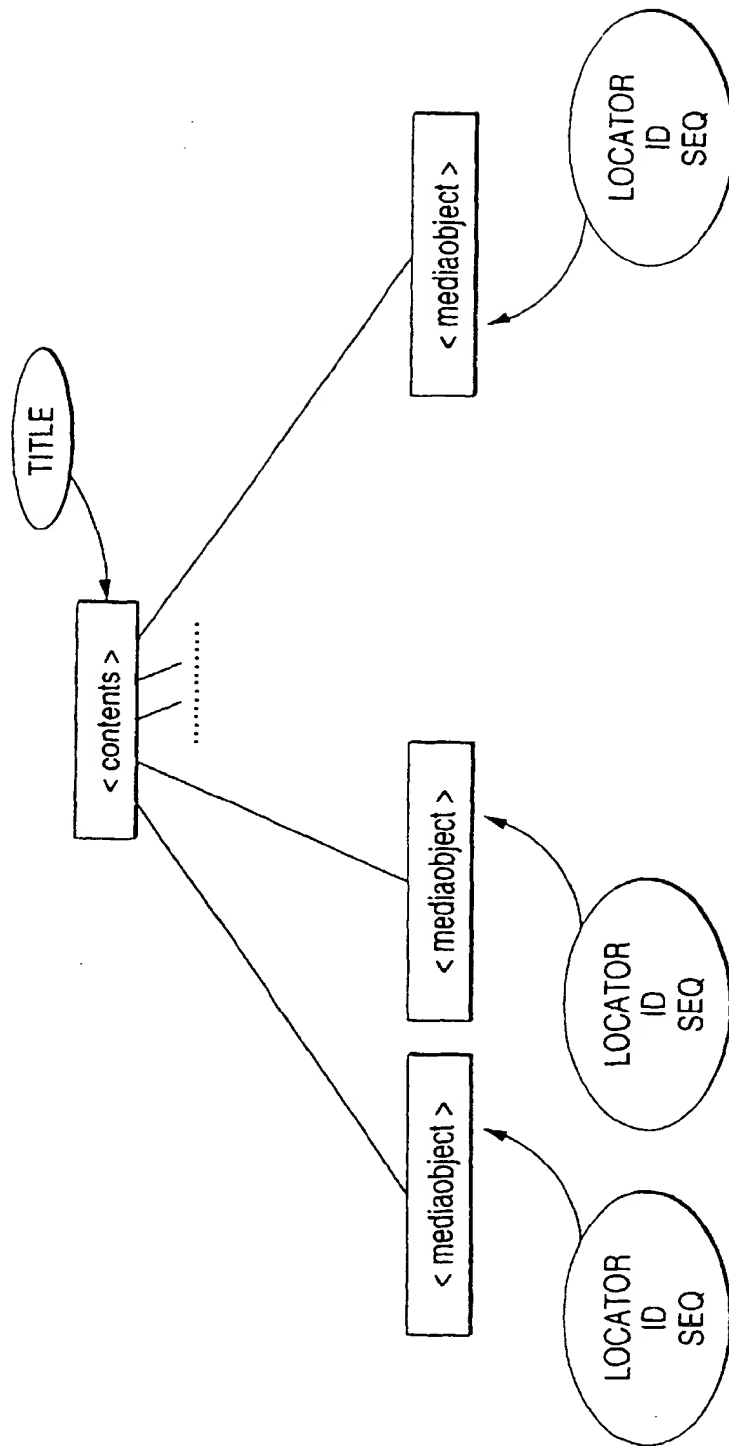 TITLE
< contents >
............
< mediaobject >
< mediaobject >
< mediaobject >
LOCATOR
ID
SEQ
LOCATOR
ID
SEQ
LOCATOR
ID
SEQ